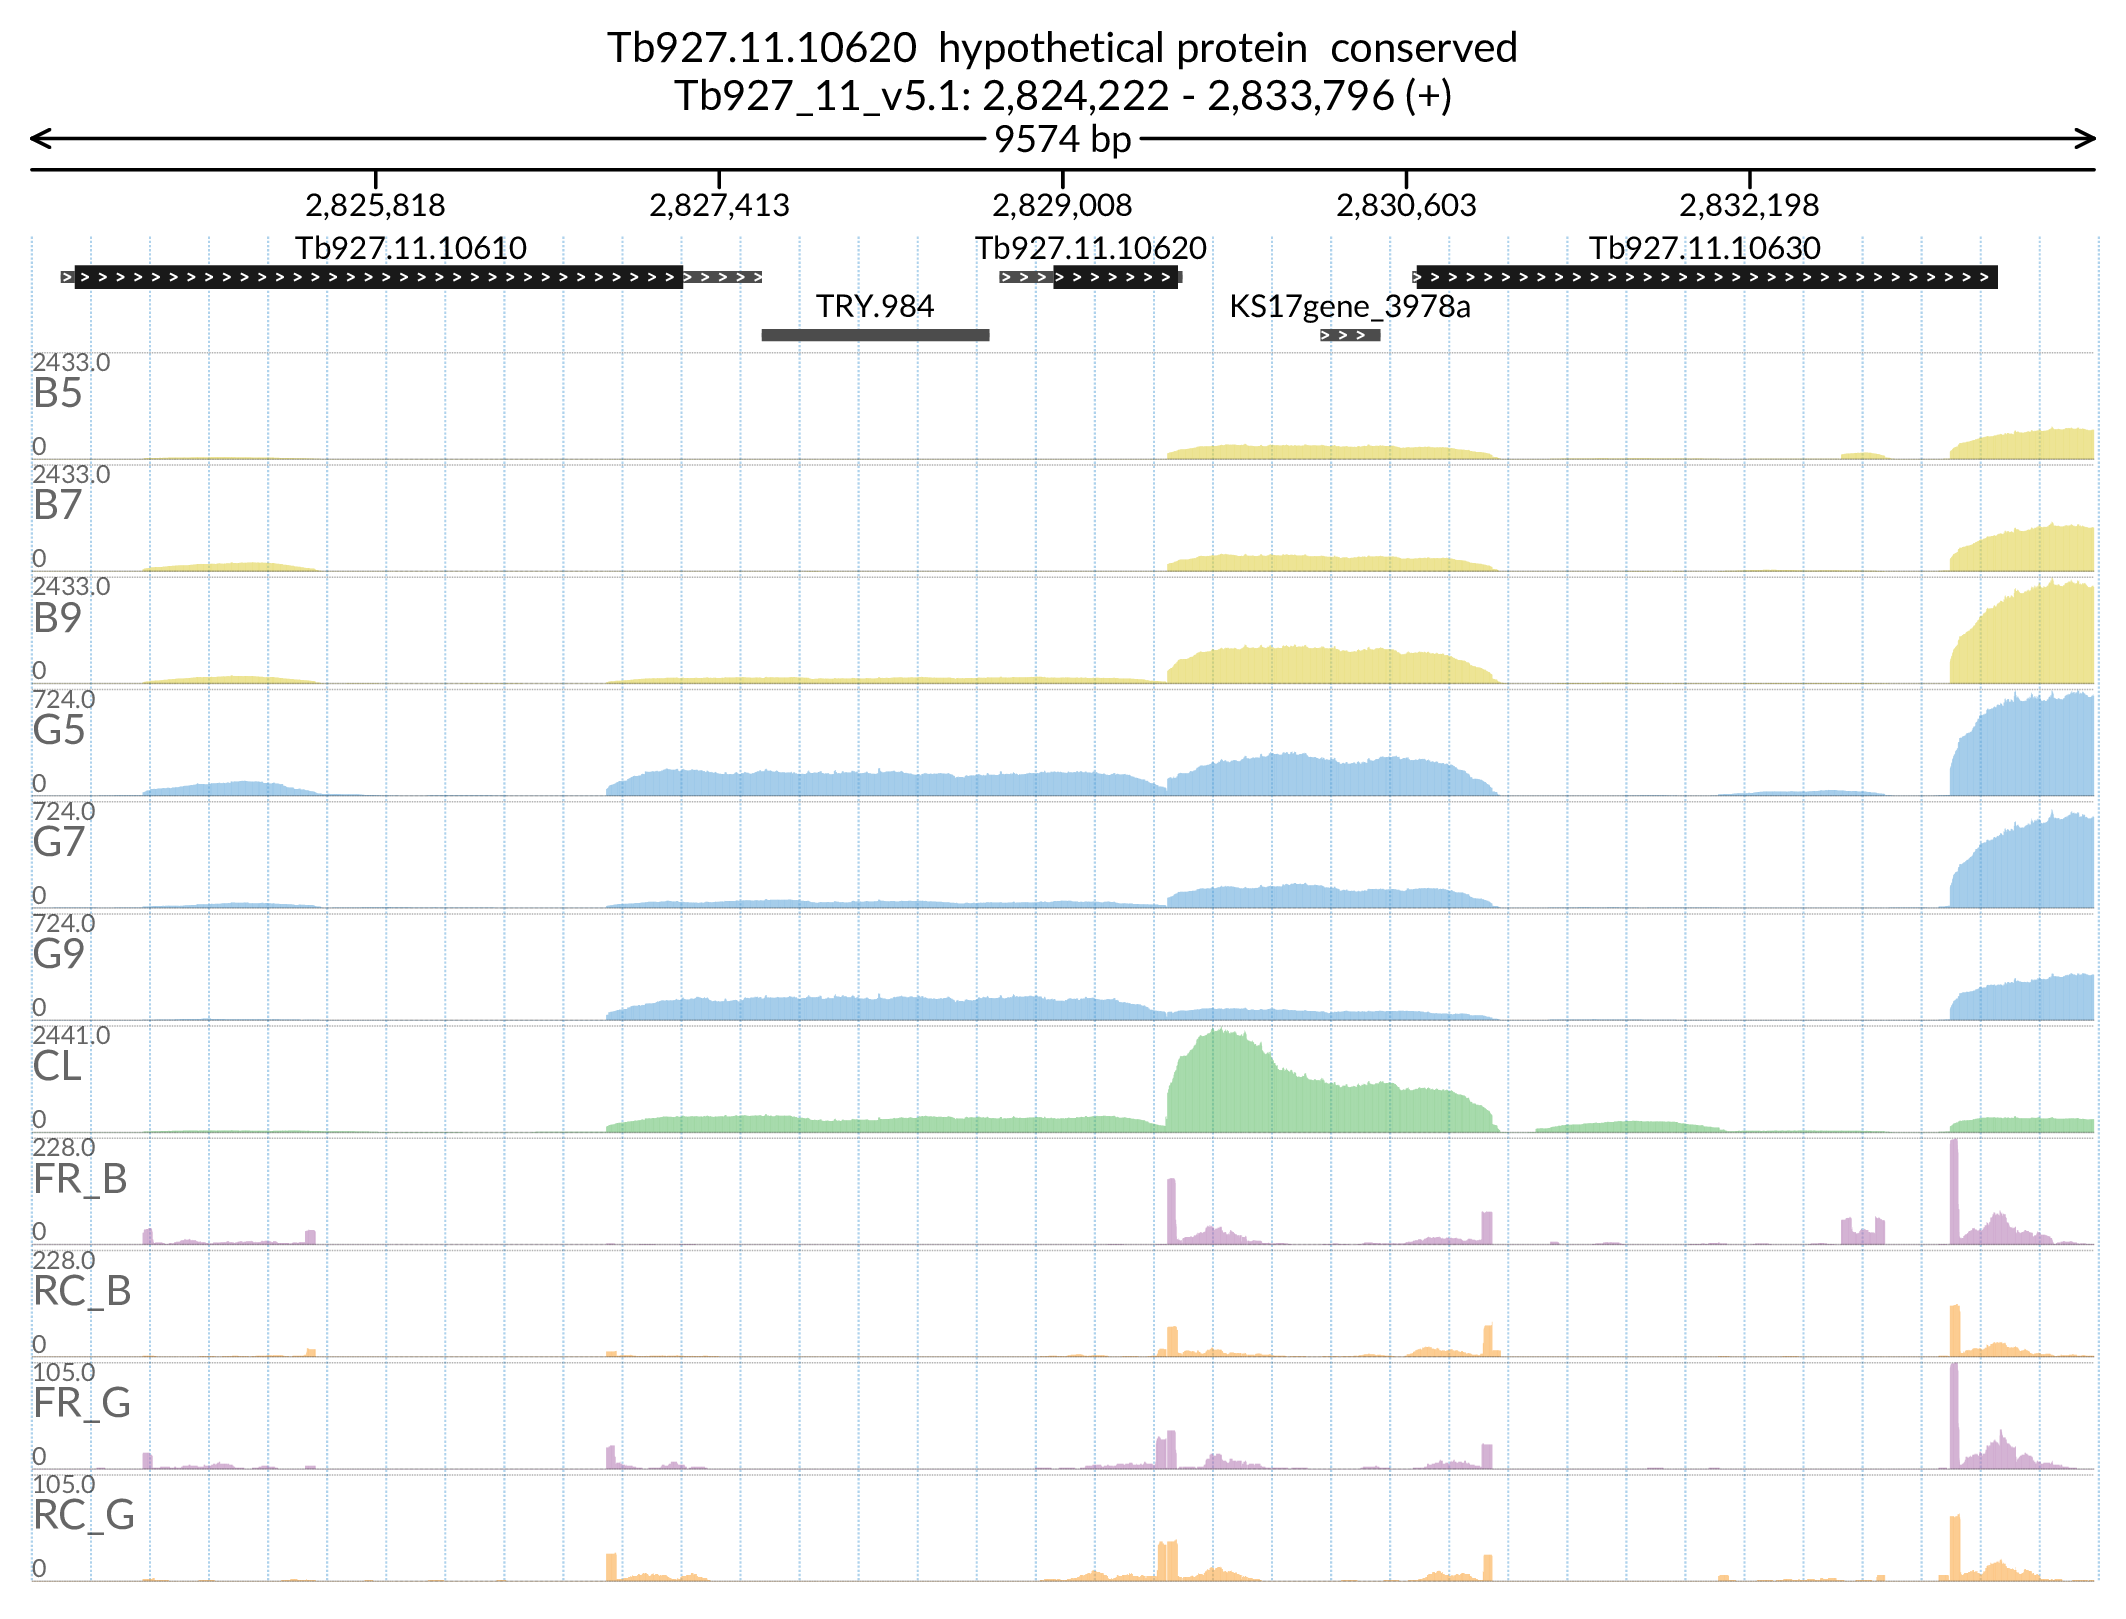 Tb927.11.10620 hypothetical protein conserved
Tb927_11_v5.1: 2,824,222 - 2,833,796 (+)
9574 bp
2,825,818 2,827,413 2,829,008 2,830,603 2,832,198
Tb927.11.10610 Tb927.11.10620 Tb927.11.10630
TRY.984 KS17gene_3978a
2433.0
B5
0
2433.0
B7
0
2433.0
B9
0
724.0
G5
0
724.0
G7
0
724.0
G9
0
2441.0
CL
0
228.0
FR_B
0
228.0
RC_B
0
105.0
FR_G
0
105.0
RC_G
0